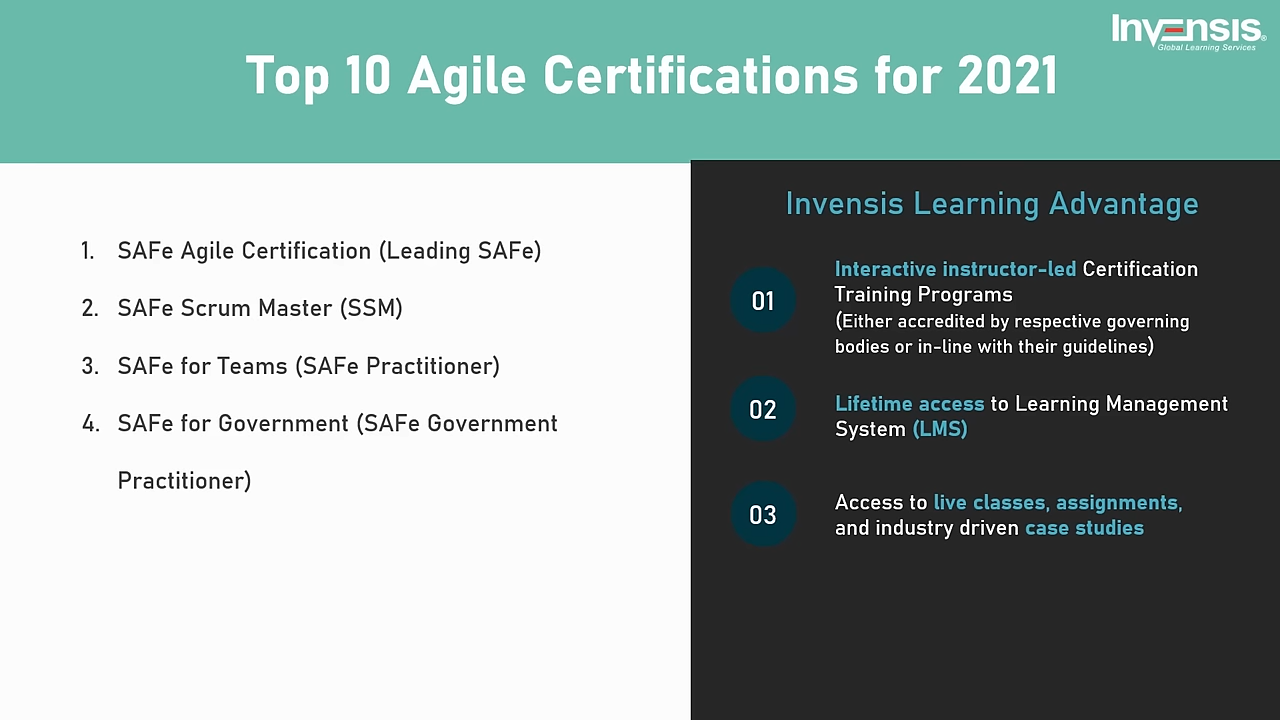 Invensis®
Global Learning Services
Top 10 Agile Certifications for 2021
1. SAFe Agile Certification (Leading SAFe)
2. SAFe Scrum Master (SSM)
3. SAFe for Teams (SAFe Practitioner)
4. SAFe for Government (SAFe Government
Practitioner)
Invensis Learning Advantage
01
Interactive instructor-led Certification
Training Programs
(Either accredited by respective governing
bodies or in-line with their guidelines)
02
Lifetime access to Learning Management
System (LMS)
03
Access to live classes, assignments,
and industry driven case studies